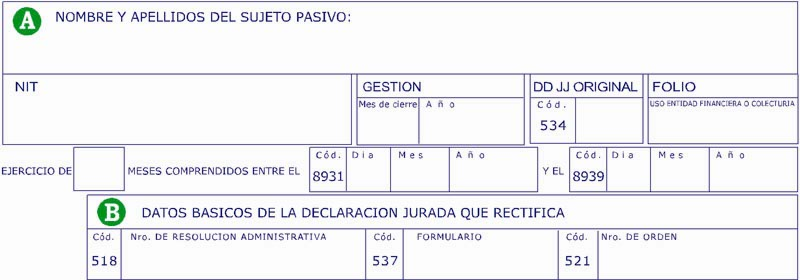 A NOMBRE Y APELLIDOS DEL SUJETO PASIVO:
NIT GESTION DD JJ ORIGINAL FOLIO
Mes de cierre Año Cód. USO ENTIDAD FINANCIERA O COLECTURIA
534
Cód. Dia Mes Año Cód. Dia Mes Año
EJERCICIO DE MESES COMPRENDIDOS ENTRE EL 8931 Y EL 8939
B DATOS BASICOS DE LA DECLARACION JURADA QUE RECTIFICA
Cód. Nro. DE RESOLUCION ADMINISTRATIVA Cód. FORMULARIO Cód. Nro. DE ORDEN
518 537 521